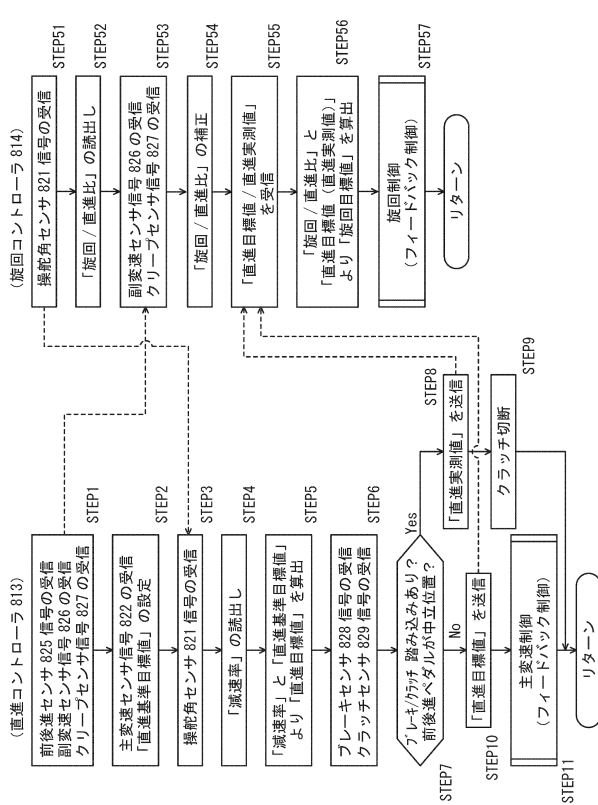 (直進コントローラ 813)
前後進センサ 825 信号の受信
副変速センサ信号 826 の受信
クリープセンサ信号 827 の受信
STEP1
主変速センサ信号 822 の受信
「直進基準目標値」の設定
STEP2
操舵角センサ 821 信号の受信
STEP3
「減速率」の読出し
STEP4
「減速率」と「直進基準目標値」
より「直進目標値」を算出
STEP5
ブレーキセンサ 828 信号の受信
クラッチセンサ 829 信号の受信
STEP6
ブレーキ/クラッチ 踏み込みあり?
前後進ペダルが中立位置?
STEP7
Yes
No
「直進実測値」を送信
STEP8
クラッチ切断
STEP9
「直進目標値」を送信
STEP10
主変速制御
(フィードバック制御)
STEP11
リターン
(旋回コントローラ 814)
操舵角センサ 821 信号の受信
STEP51
「旋回 / 直進比」の読出し
STEP52
副変速センサ信号 826 の受信
クリープセンサ信号 827 の受信
STEP53
「旋回 / 直進比」の補正
STEP54
「直進目標値 / 直進実測値」
を受信
STEP55
「旋回 / 直進比」と
「直進目標値 (直進実測値)」
より「旋回目標値」を算出
STEP56
旋回制御
(フィードバック制御)
STEP57
リターン